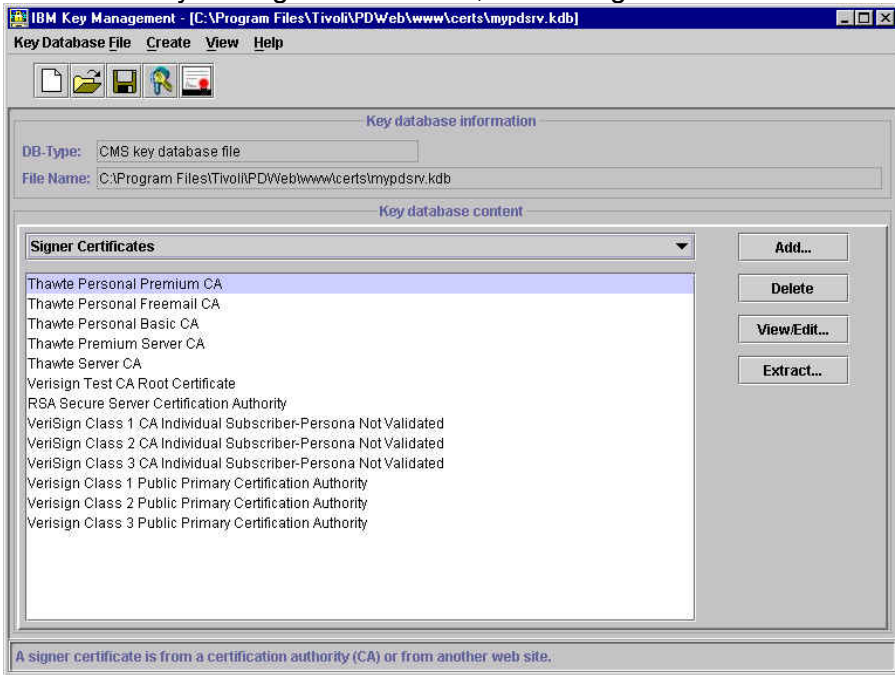 IBM Key Management - [C:\Program Files\Tivoli\PDWeb\www\certs\mypdsrv.kdb]
Key Database File Create View Help
Key database information
DB-Type: CMS key database file
File Name: C:\Program Files\Tivoli\PDWeb\www\certs\mypdsrv.kdb
Key database content
Signer Certificates
Add...
Thawte Personal Premium CA
Delete
Thawte Personal Freemail CA
Thawte Personal Basic CA
View/Edit...
Thawte Premium Server CA
Thawte Server CA
Extract...
Verisign Test CA Root Certificate
RSA Secure Server Certification Authority
VeriSign Class 1 CA Individual Subscriber-Persona Not Validated
VeriSign Class 2 CA Individual Subscriber-Persona Not Validated
VeriSign Class 3 CA Individual Subscriber-Persona Not Validated
Verisign Class 1 Public Primary Certification Authority
Verisign Class 2 Public Primary Certification Authority
Verisign Class 3 Public Primary Certification Authority
A signer certificate is from a certification authority (CA) or from another web site.